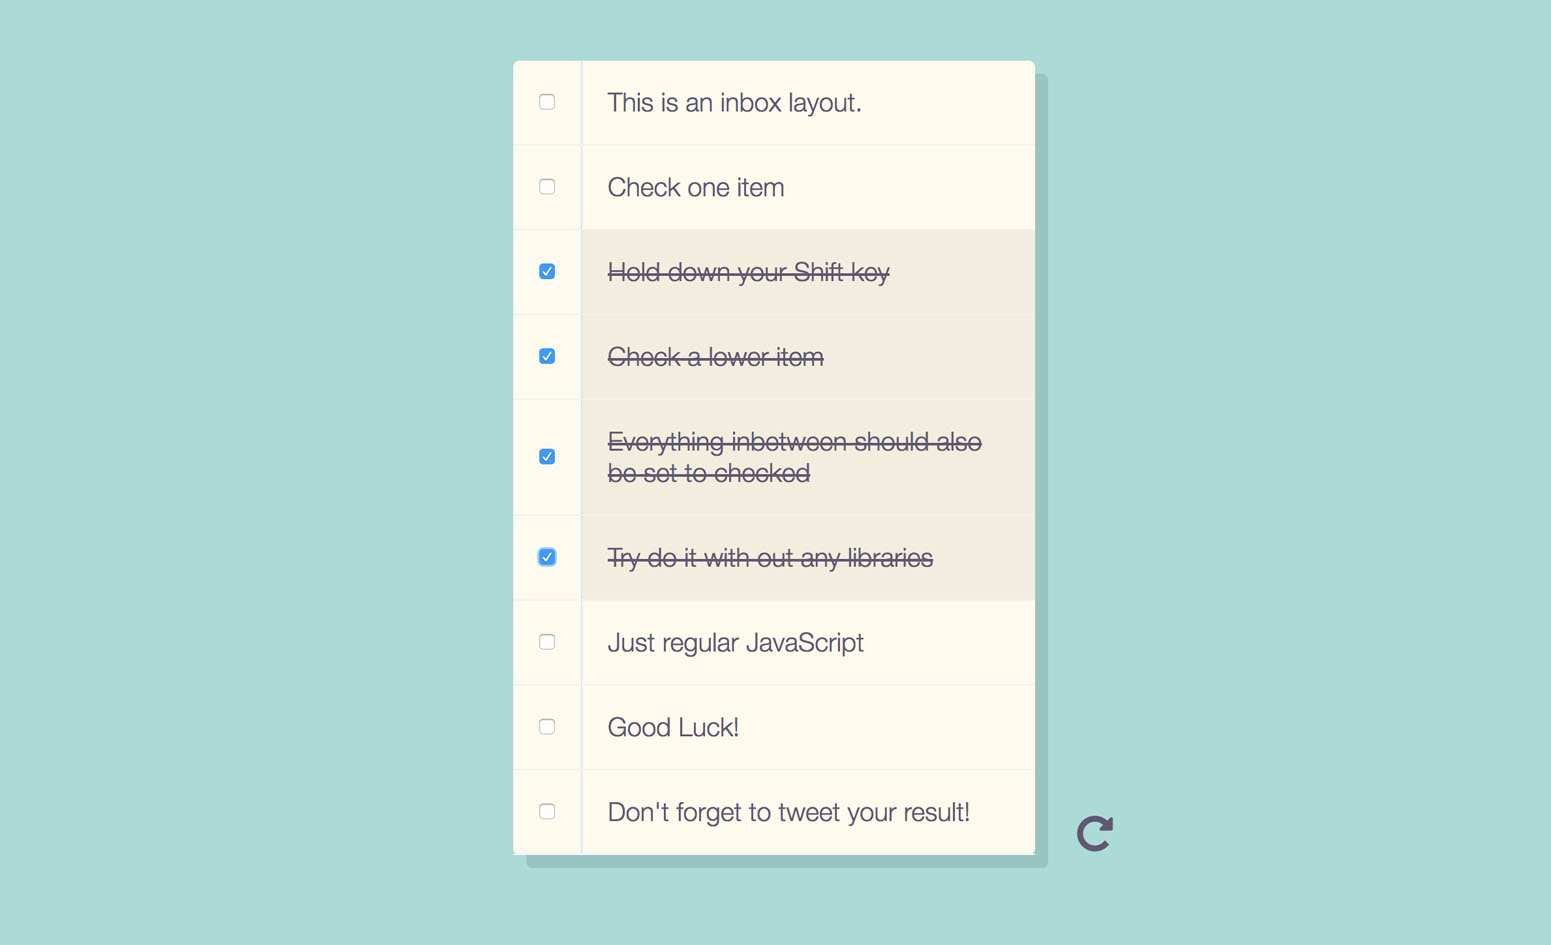 This is an inbox layout.
Check one item
Hold down your Shift key
Check a lower item
Everything inbetween should also
be set to checked
Try do it with out any libraries
Just regular JavaScript
Good Luck!
Don't forget to tweet your result!